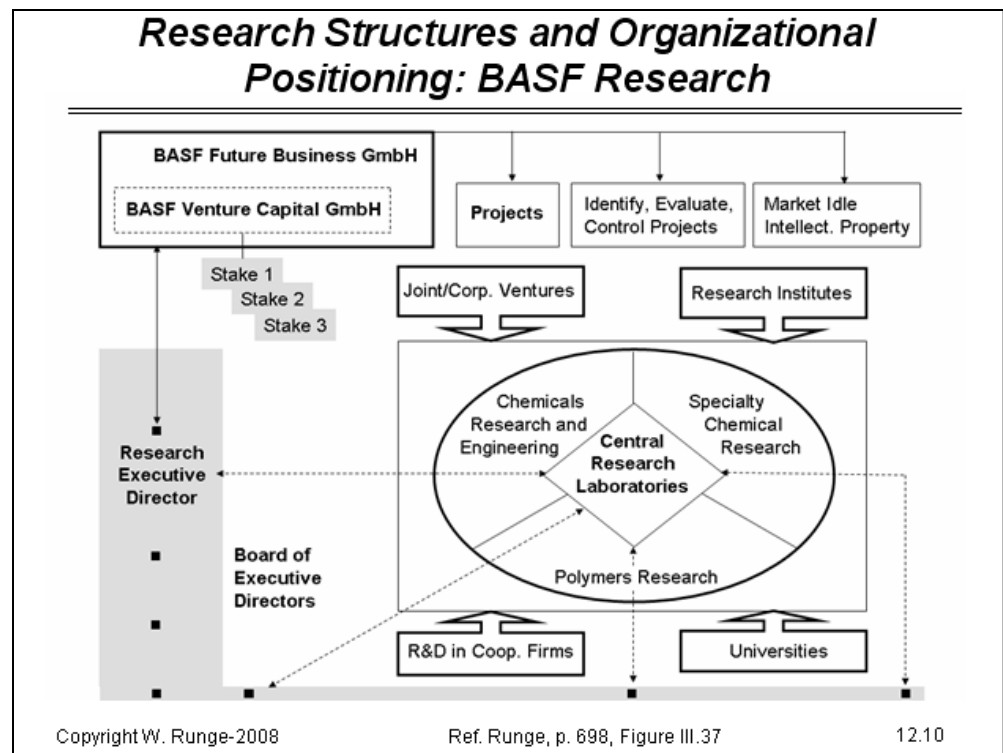 Research Structures and Organizational
Positioning: BASF Research
BASF Future Business GmbH
BASF Venture Capital GmbH
Projects
Identify, Evaluate,
Control Projects
Market Idle
Intellect. Property
Stake 1
Stake 2
Stake 3
Joint/Corp. Ventures
Research Institutes
Chemicals
Research and
Engineering
Specialty
Chemical
Research
Central
Research
Laboratories
Research
Executive
Director
Board of
Executive
Directors
Polymers Research
R&D in Coop. Firms
Universities
Copyright W. Runge-2008
Ref. Runge, p. 698, Figure III.37
12.10